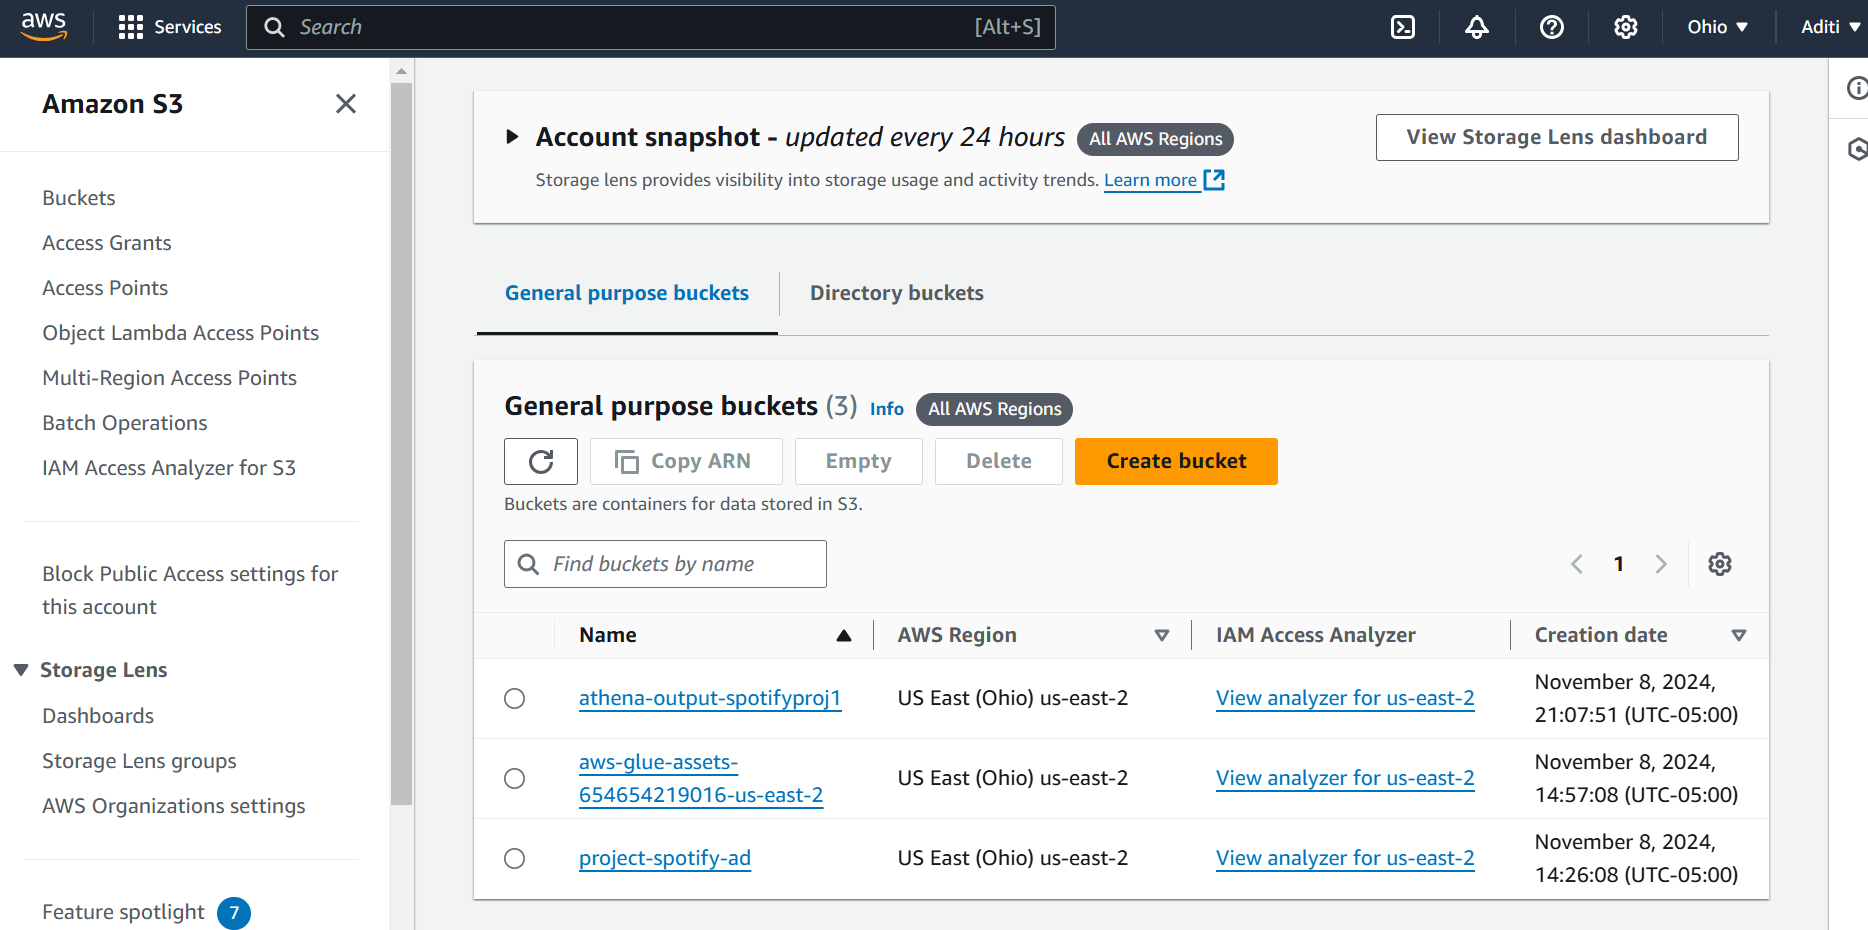 aws
Services
Search
[Alt+S]
Ohio
Aditi
Amazon S3
Buckets
Access Grants
Access Points
Object Lambda Access Points
Multi-Region Access Points
Batch Operations
IAM Access Analyzer for S3
Block Public Access settings for
this account
Storage Lens
Dashboards
Storage Lens groups
AWS Organizations settings
Feature spotlight 7
Account snapshot - updated every 24 hours All AWS Regions
View Storage Lens dashboard
Storage lens provides visibility into storage usage and activity trends. Learn more
General purpose buckets
Directory buckets
General purpose buckets (3) Info All AWS Regions
Copy ARN
Empty
Delete
Create bucket
Buckets are containers for data stored in S3.
Find buckets by name
1
Name
AWS Region
IAM Access Analyzer
Creation date
athena-output-spotifyproj1
US East (Ohio) us-east-2
View analyzer for us-east-2
November 8, 2024,
21:07:51 (UTC-05:00)
aws-glue-assets-
654654219016-us-east-2
US East (Ohio) us-east-2
View analyzer for us-east-2
November 8, 2024,
14:57:08 (UTC-05:00)
project-spotify-ad
US East (Ohio) us-east-2
View analyzer for us-east-2
November 8, 2024,
14:26:08 (UTC-05:00)